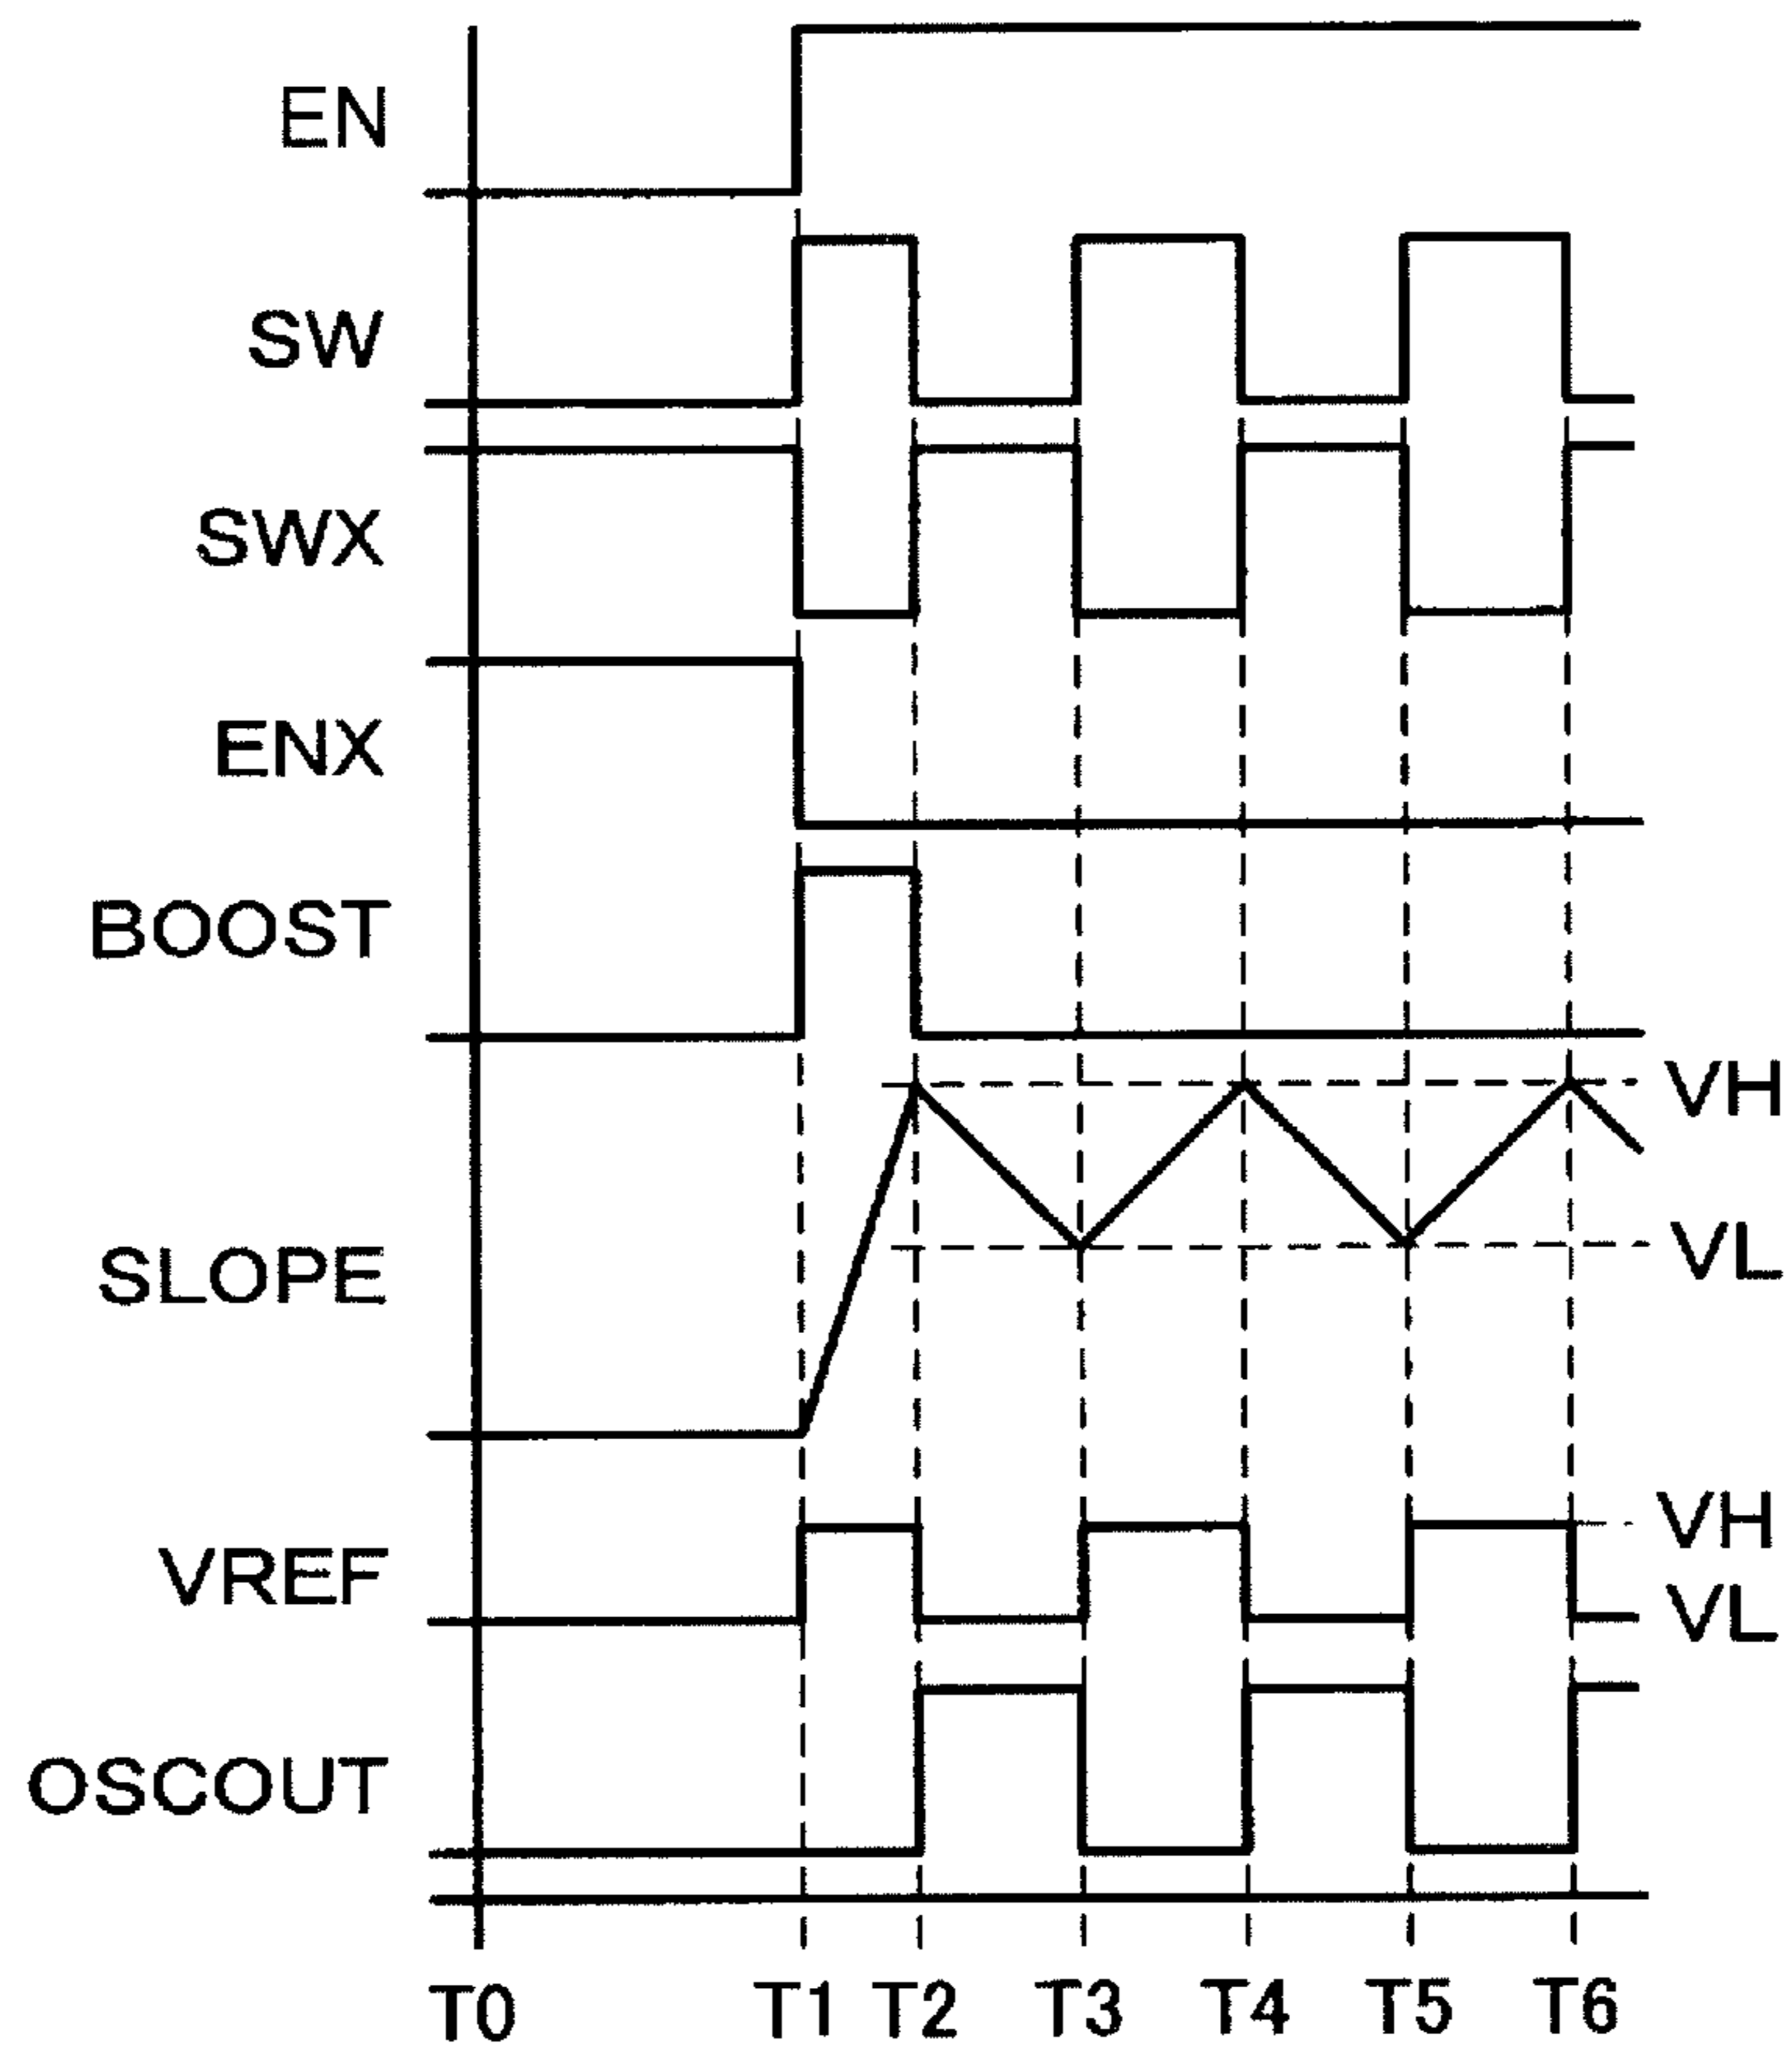 EN
SW
SWX
ENX
BOOST
VH
SLOPE
VL
VH
VREF
VL
OSCOUT
T0 T1 T2 T3 T4 T5 T6